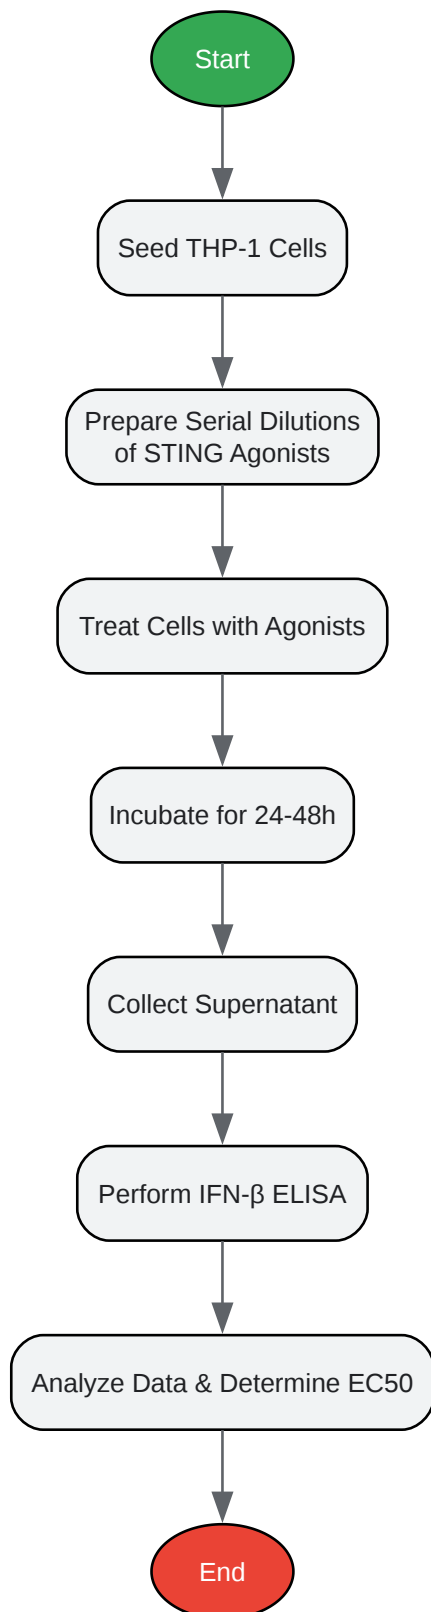 Start
Seed THP-1 Cells
Prepare Serial Dilutions
of STING Agonists
Treat Cells with Agonists
Incubate for 24-48h
Collect Supernatant
Perform IFN-β ELISA
Analyze Data & Determine EC50
End